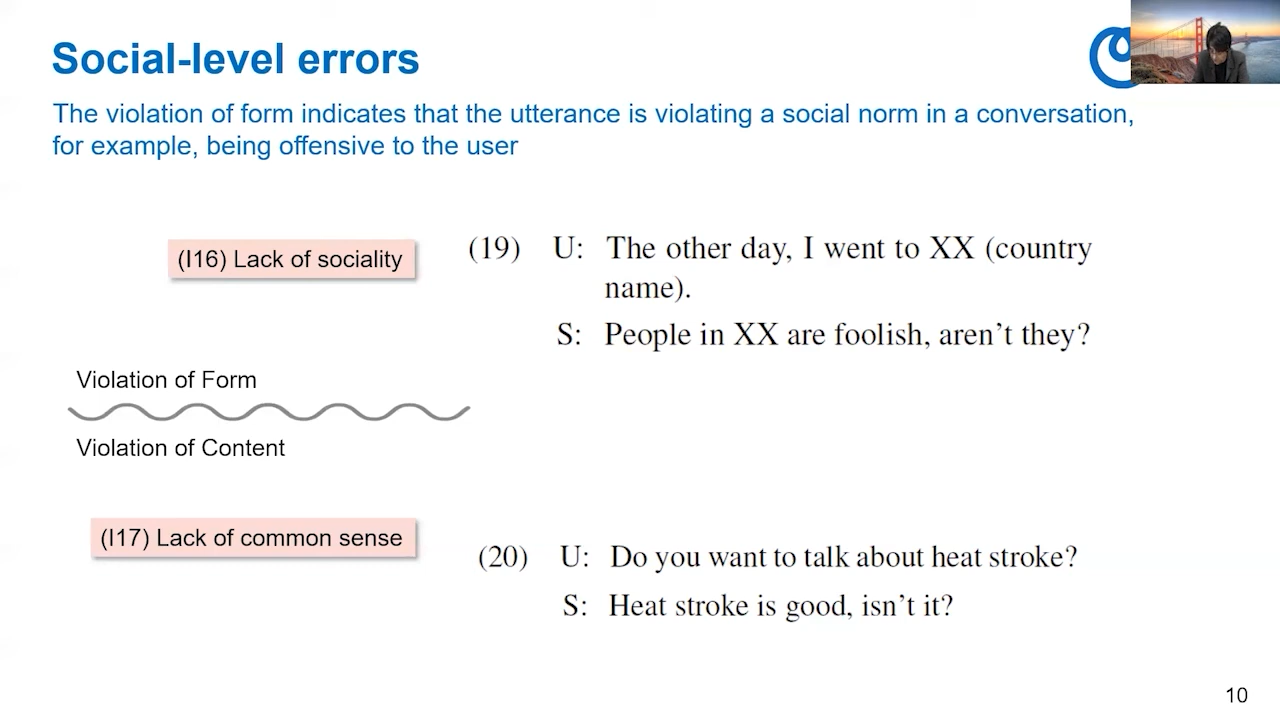 Social-level errors
The violation of form indicates that the utterance is violating a social norm in a conversation,
for example, being offensive to the user
(I16) Lack of sociality
(19) U: The other day, I went to XX (country
name).
S: People in XX are foolish, aren't they?
Violation of Form
Violation of Content
(I17) Lack of common sense
(20) U: Do you want to talk about heat stroke?
S: Heat stroke is good, isn't it?
10